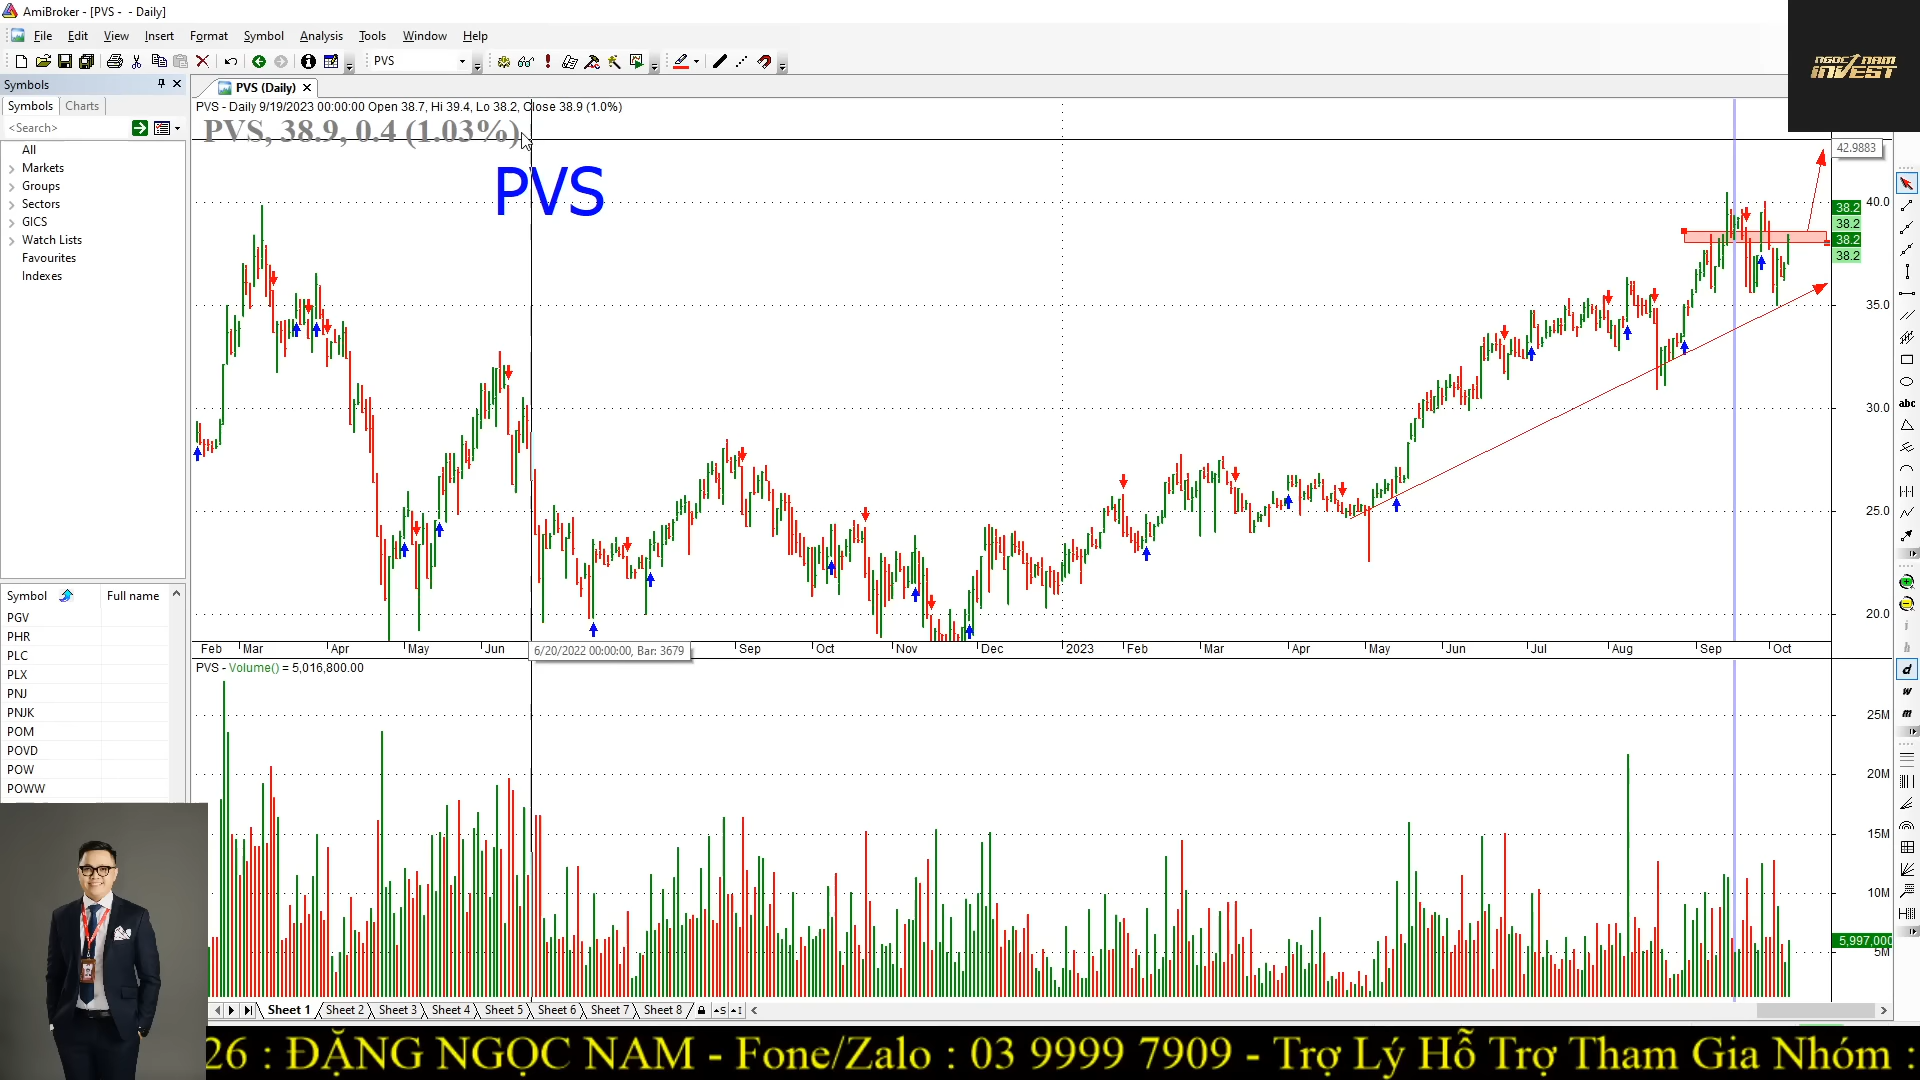 AmiBroker - [PVS - - Daily]
File Edit View Insert Format Symbol Analysis Tools Window Help
PVS
NGOC NAM
INVEST
Symbols
PVS (Daily)
Symbols Charts
<Search>
All
Markets
Groups
Sectors
GICS
Watch Lists
Favourites
Indexes
PVS - Daily 9/19/2023 00:00:00 Open 38.7, Hi 39.4, Lo 38.2, Close 38.9 (1.0%)
PVS, 38.9, 0.4 (1.03%)
PVS
42.9883
40.0
38.2
38.2
38.2
38.2
35.0
30.0
25.0
20.0
Feb Mar Apr May Jun 6/20/2022 00:00:00, Bar: 3679 Sep Oct Nov Dec 2023 Feb Mar Apr May Jun Jul Aug Sep Oct
PVS - Volume() = 5,016,800.00
25M
20M
15M
10M
5,997,000
5M
Symbol Full name
PGV
PHR
PLC
PLX
PNJ
PNJK
POM
POVD
POW
POWW
abc
d
w
m
Sheet 1 Sheet 2 Sheet 3 Sheet 4 Sheet 5 Sheet 6 Sheet 7 Sheet 8
26 : ĐẶNG NGỌC NAM - Fone/Zalo : 03 9999 7909 - Trợ Lý Hỗ Trợ Tham Gia Nhóm :